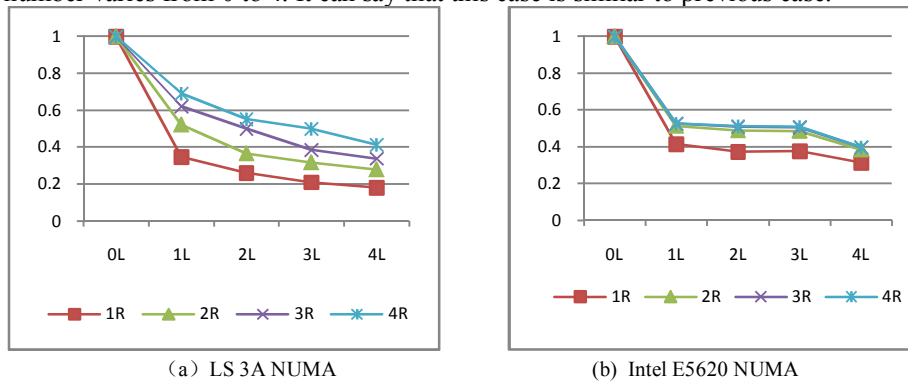 number varies from 0 to 4. It can say that this case is similar to previous case.
1
0.8
0.6
0.4
0.2
0
0L 1L 2L 3L 4L
1R 2R 3R 4R
（a）LS 3A NUMA
1
0.8
0.6
0.4
0.2
0
0L 1L 2L 3L 4L
1R 2R 3R 4R
(b) Intel E5620 NUMA